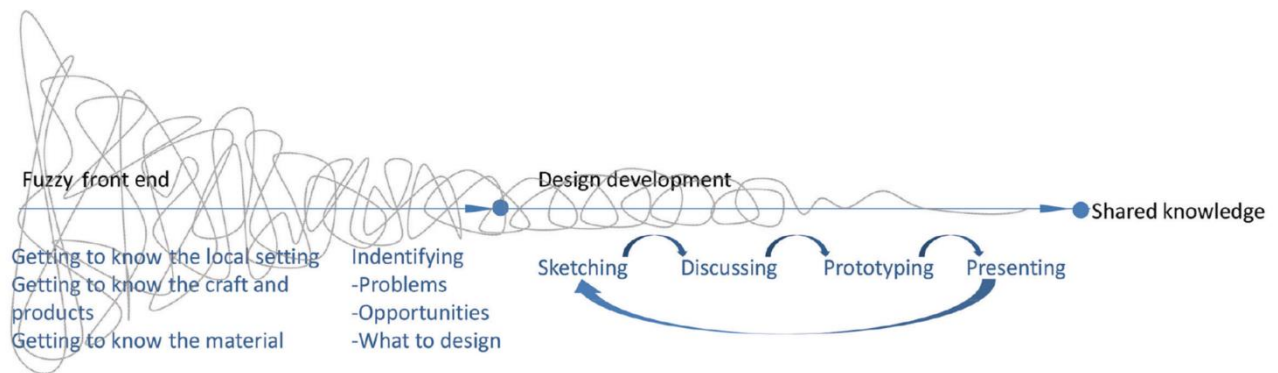 Fuzzy front end
Design development
Shared knowledge
Getting to know the local setting
Getting to know the craft and
products
Getting to know the material
Indentifying
-Problems
-Opportunities
-What to design
Sketching
Discussing
Prototyping
Presenting